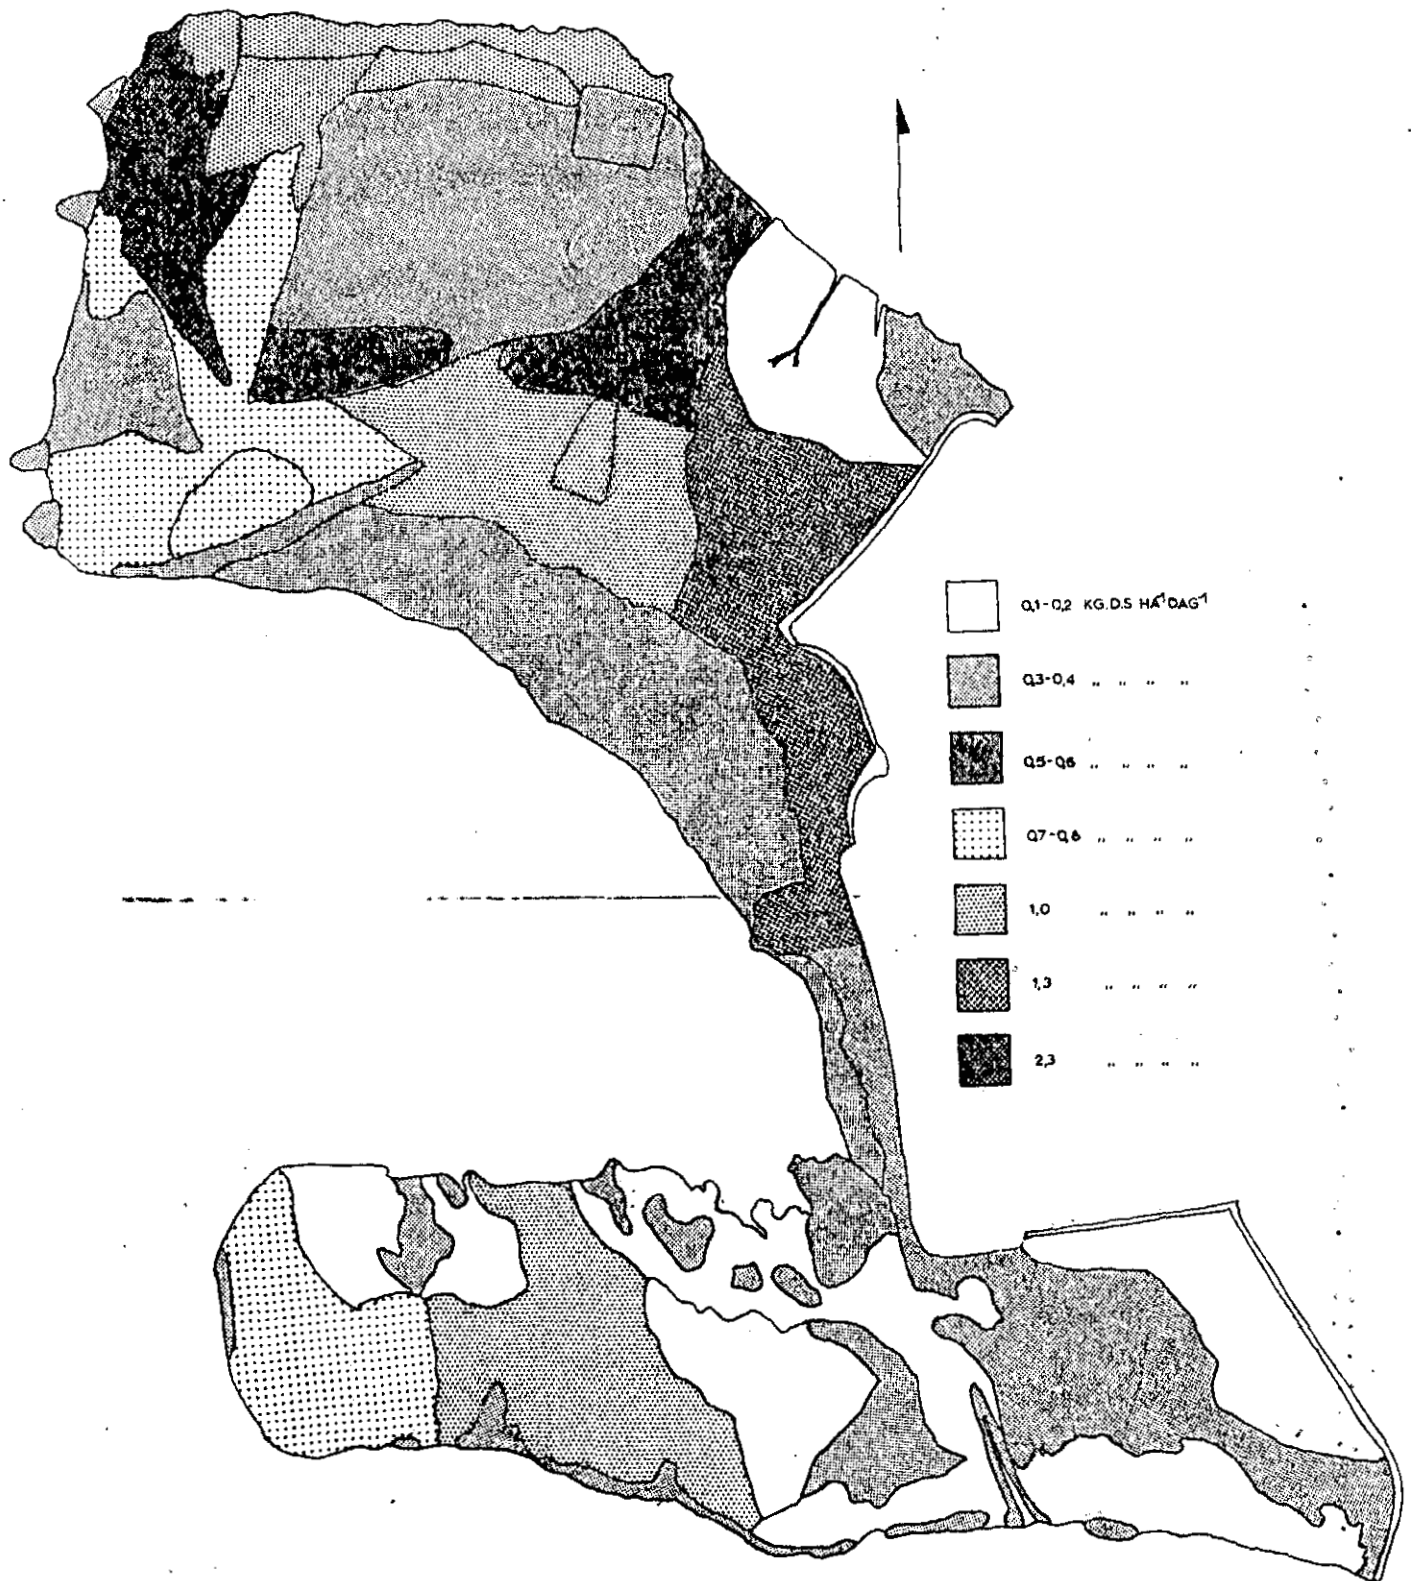 0,1-0,2 KG.D.S HA⁻¹DAG⁻¹
0,3-0,4 " " " "
0,5-0,6 " " " "
0,7-0,8 " " " "
1,0 " " " "
1,3 " " " "
2,3 " " " "